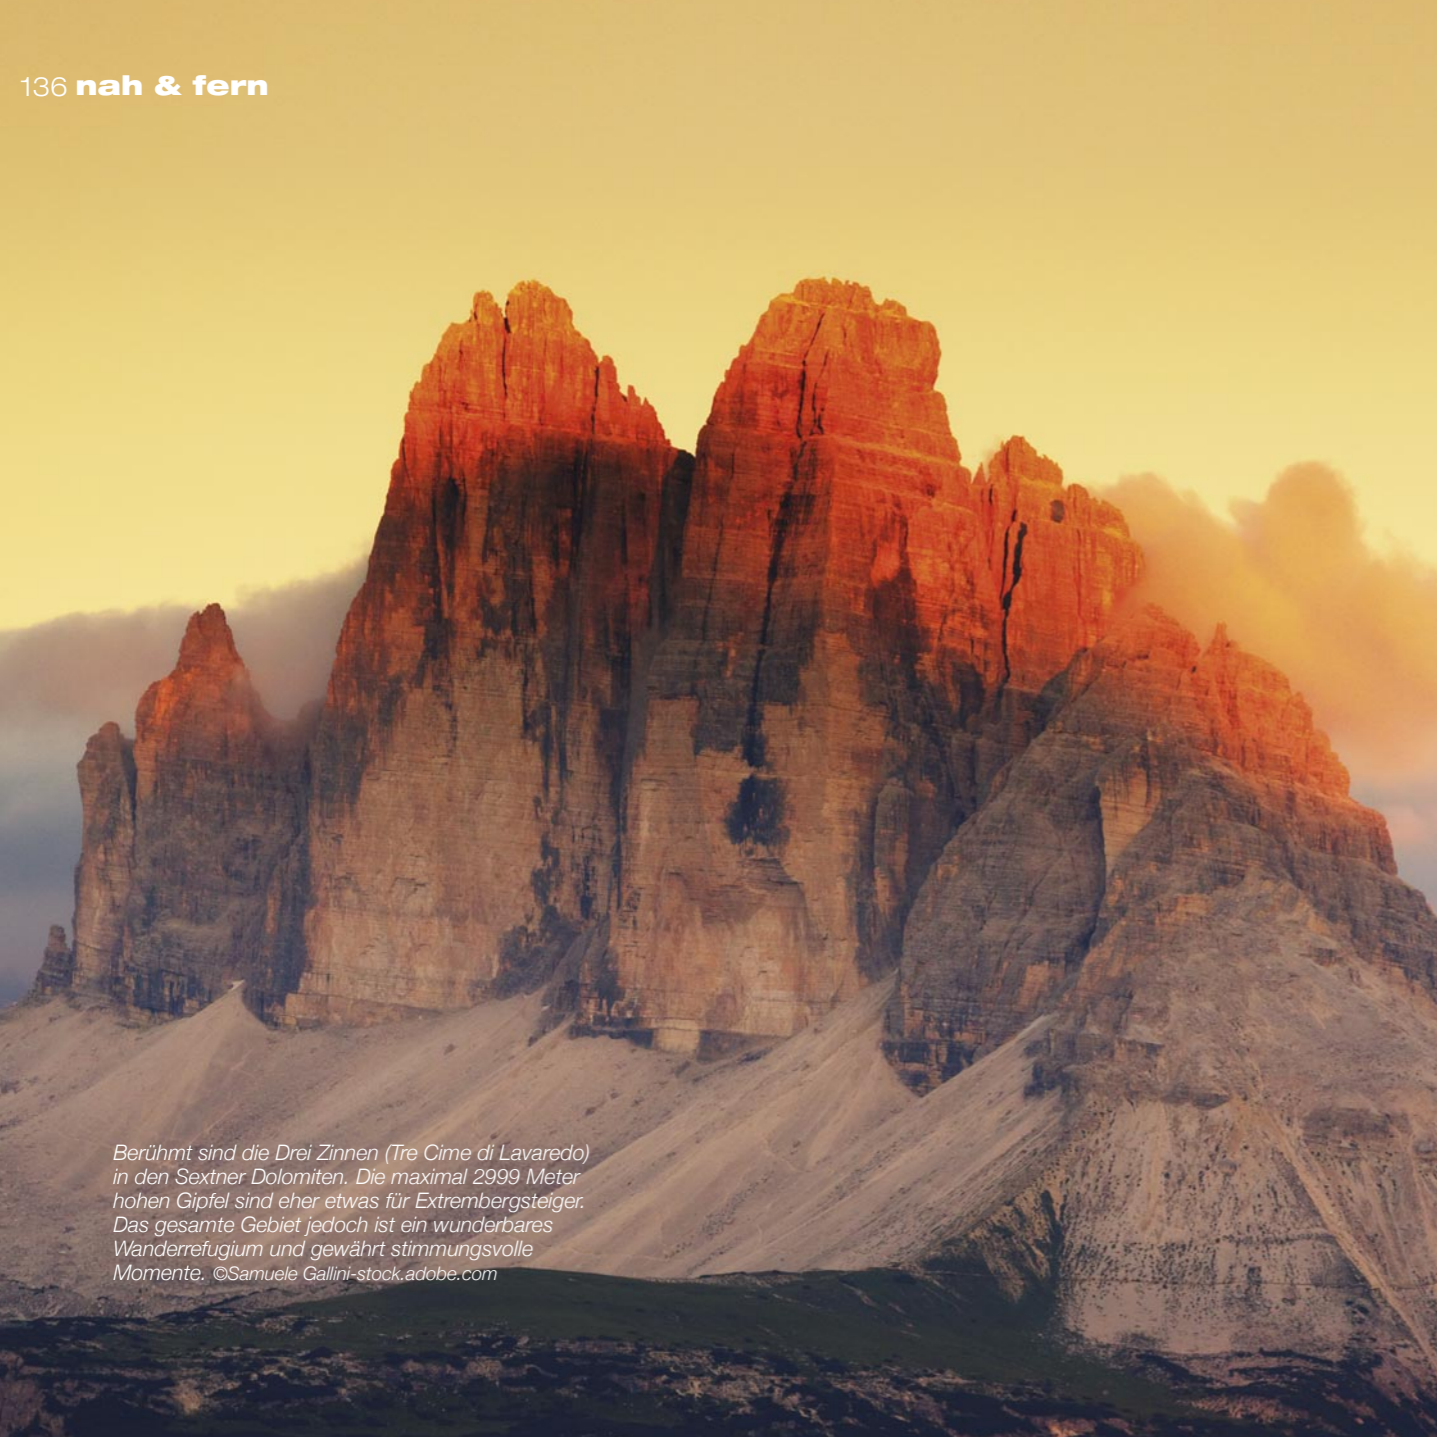 136 nah & fern
Berühmt sind die Drei Zinnen (Tre Cime di Lavaredo)
in den Sextner Dolomiten. Die maximal 2999 Meter
hohen Gipfel sind eher etwas für Extrembergsteiger.
Das gesamte Gebiet jedoch ist ein wunderbares
Wanderrefugium und gewährt stimmungsvolle
Momente. ©Samuele Gallini-stock.adobe.com